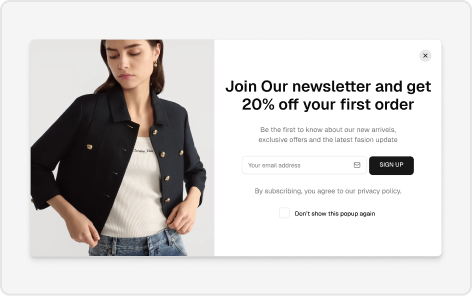 Join Our newsletter and get
20% off your first order
Be the first to know about our new arrivals,
exclusive offers and the latest fasion update
Your email address
SIGN UP
By subscribing, you agree to our privacy policy.
Don't show this popup again